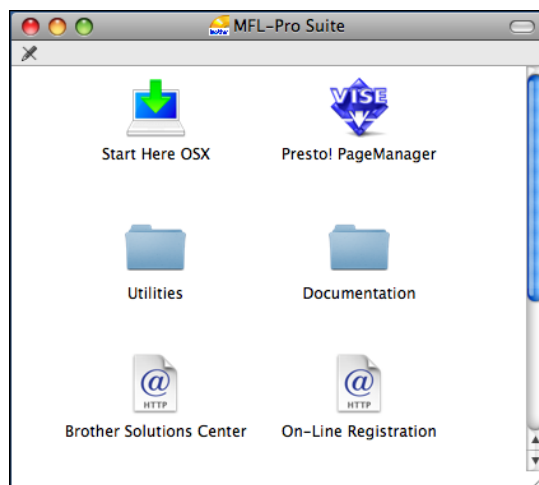 MFL-Pro Suite
Start Here OSX
Presto! PageManager
VISE
Utilities
Documentation
@
HTTP
@
HTTP
Brother Solutions Center
On-Line Registration